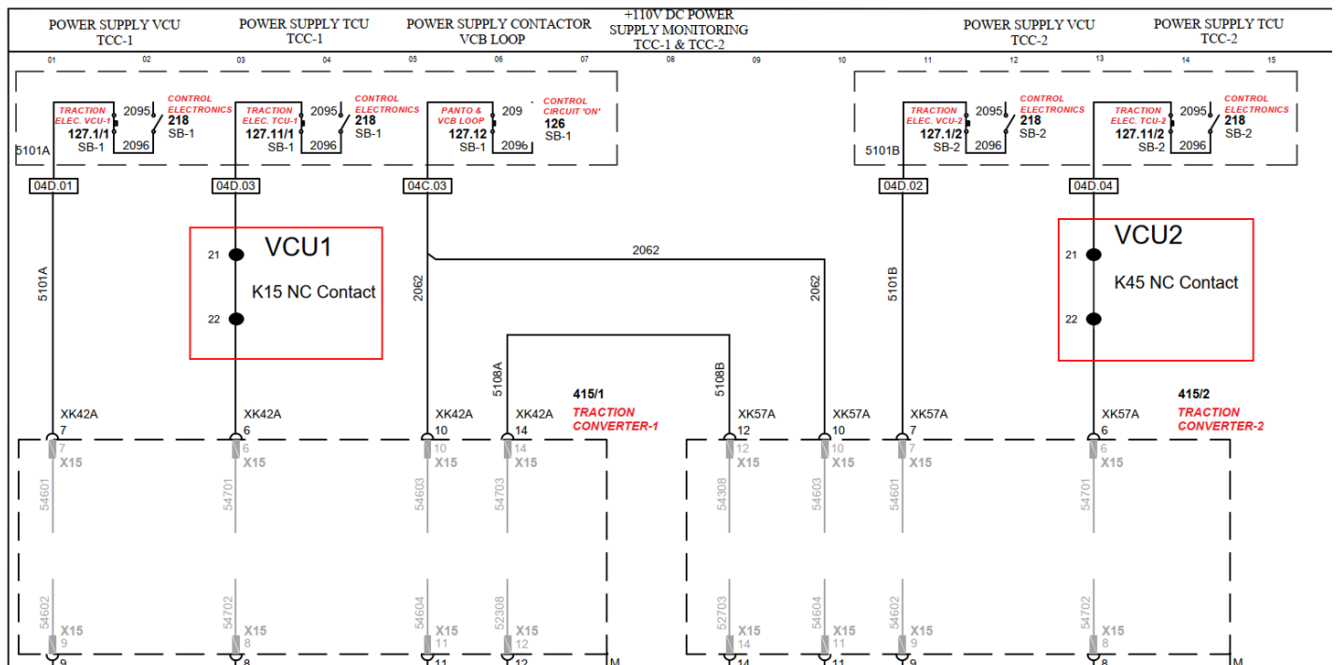 POWER SUPPLY VCU
TCC-1
POWER SUPPLY TCU
TCC-1
POWER SUPPLY CONTACTOR
VCB LOOP
+110V DC POWER
SUPPLY MONITORING
TCC-1 & TCC-2
POWER SUPPLY VCU
TCC-2
POWER SUPPLY TCU
TCC-2
01 02 03 04 05 06 07 08 09 10 11 12 13 14 15
TRACTION
ELEC. VCU-1
127.1/1
SB-1
2095
2096
CONTROL
ELECTRONICS
218
SB-1
TRACTION
ELEC. TCU-1
127.11/1
SB-1
2095
2096
CONTROL
ELECTRONICS
218
SB-1
PANTO &
VCB LOOP
127.12
SB-1
209
2096
CONTROL
CIRCUIT 'ON'
126
SB-1
TRACTION
ELEC. VCU-2
127.1/2
SB-2
2095
2096
CONTROL
ELECTRONICS
218
SB-2
TRACTION
ELEC. TCU-2
127.11/2
SB-2
2095
2096
CONTROL
ELECTRONICS
218
SB-2
5101A
5101B
04D.01
04D.03
04C.03
04D.02
04D.04
VCU1
21
K15 NC Contact
22
VCU2
21
K45 NC Contact
22
2062
5101A
2062
2062
5101B
5108A
5108B
415/1
TRACTION
CONVERTER-1
415/2
TRACTION
CONVERTER-2
XK42A
7
XK42A
6
XK42A
10
XK42A
14
XK57A
12
XK57A
10
XK57A
7
XK57A
6
7
X15
6
X15
10
X15
14
X15
12
X15
10
X15
7
X15
6
X15
54601
54701
54603
54703
54308
54603
54601
54701
54602
54702
54604
52308
52703
54604
54602
54702
X15
9
X15
8
X15
11
X15
12
X15
14
X15
11
X15
9
X15
8
9
8
11
12
M
14
11
9
8
M